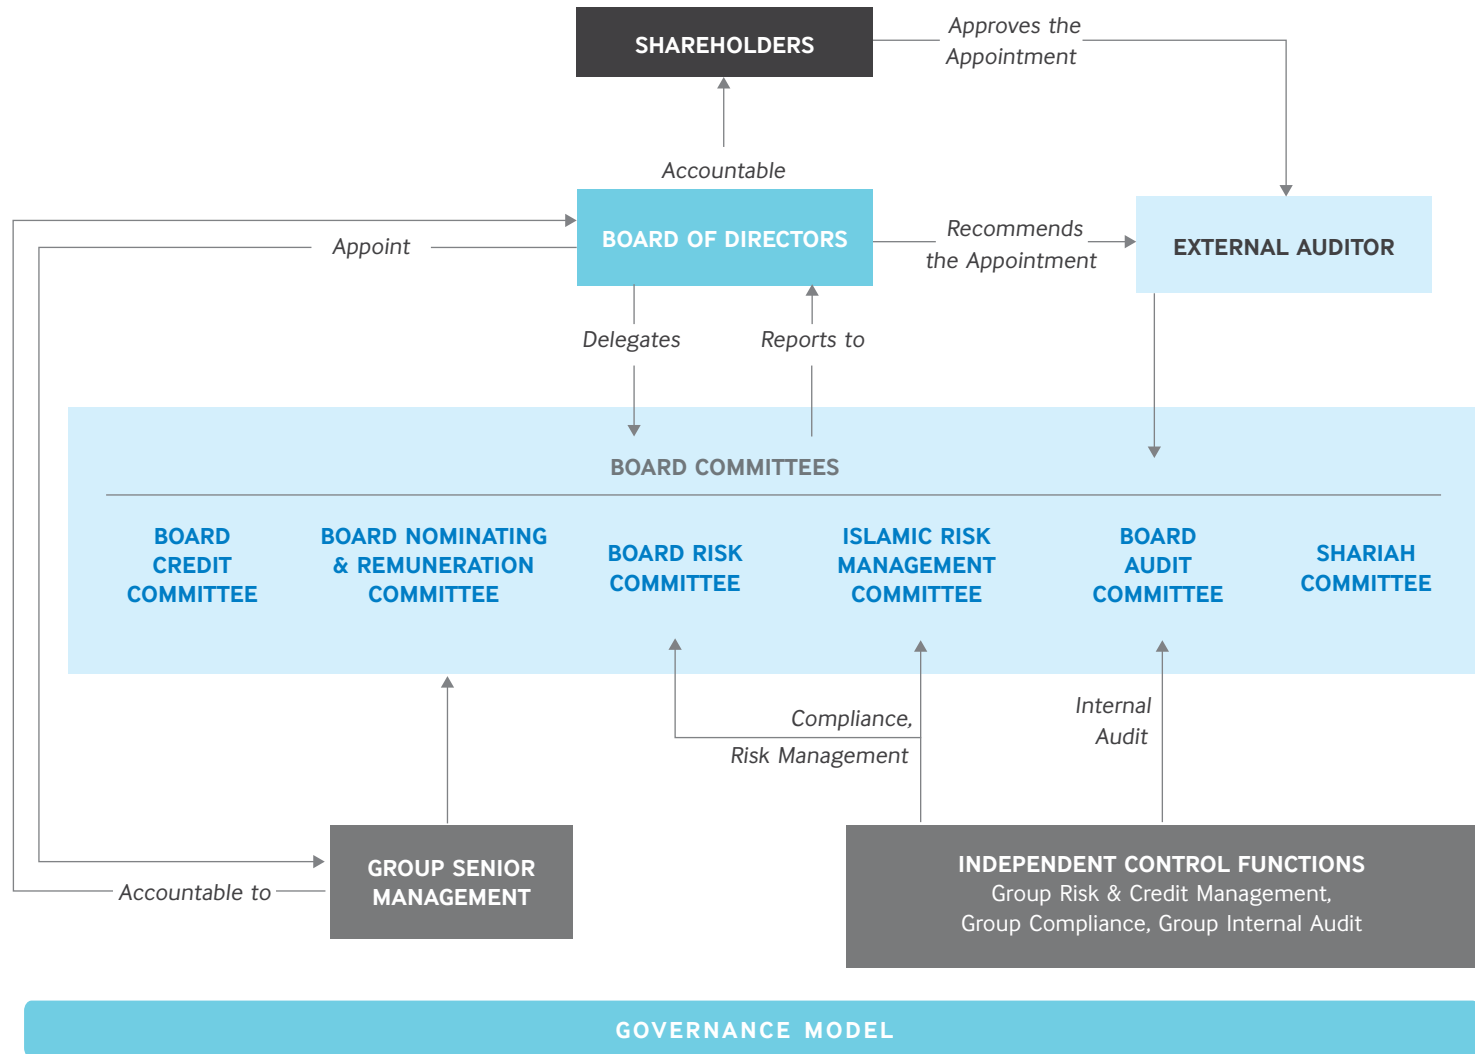 SHAREHOLDERS
Approves the
Appointment
Accountable
BOARD OF DIRECTORS
Appoint
Recommends
the Appointment
EXTERNAL AUDITOR
Delegates
Reports to
BOARD COMMITTEES
BOARD
CREDIT
COMMITTEE
BOARD NOMINATING
& REMUNERATION
COMMITTEE
BOARD RISK
COMMITTEE
ISLAMIC RISK
MANAGEMENT
COMMITTEE
BOARD
AUDIT
COMMITTEE
SHARIAH
COMMITTEE
Compliance,
Risk Management
Internal
Audit
GROUP SENIOR
MANAGEMENT
Accountable to
INDEPENDENT CONTROL FUNCTIONS
Group Risk & Credit Management,
Group Compliance, Group Internal Audit
GOVERNANCE MODEL